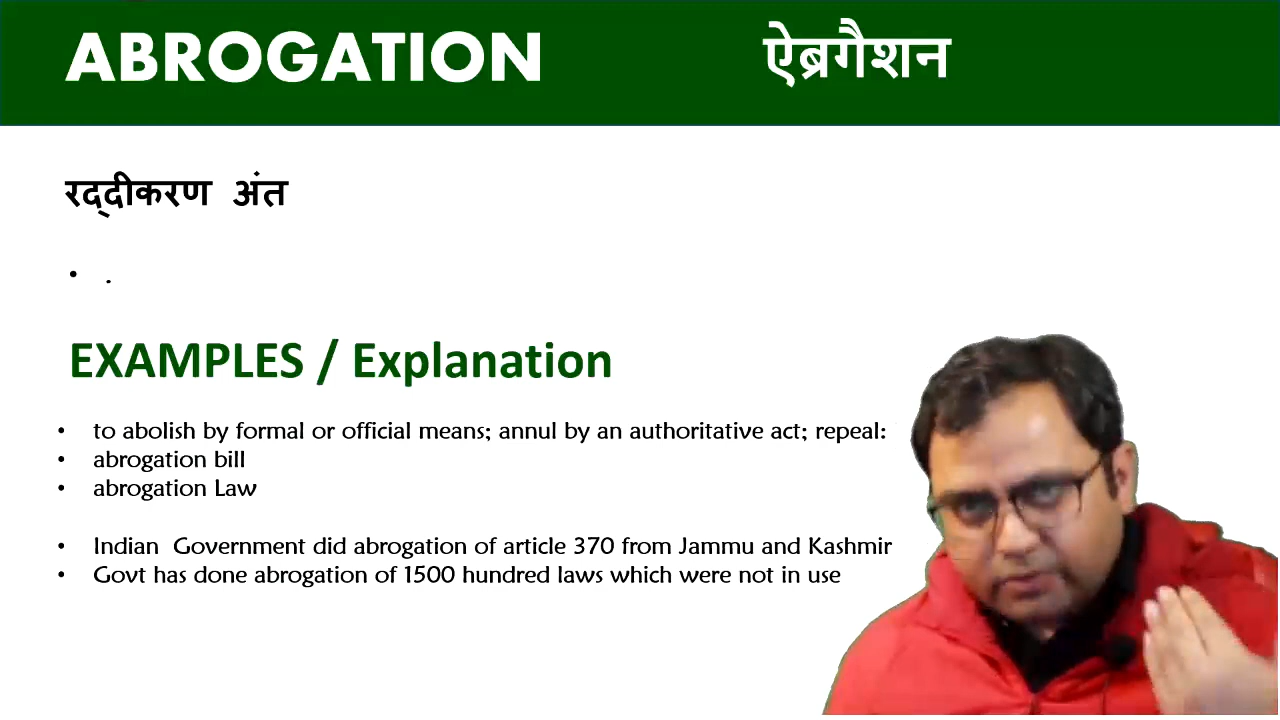 ABROGATION ऐब्रगैशन
रद्‌दीकरण अंत
• .
EXAMPLES / Explanation
• to abolish by formal or official means; annul by an authoritative act; repeal:
• abrogation bill
• abrogation Law
• Indian Government did abrogation of article 370 from Jammu and Kashmir
• Govt has done abrogation of 1500 hundred laws which were not in use